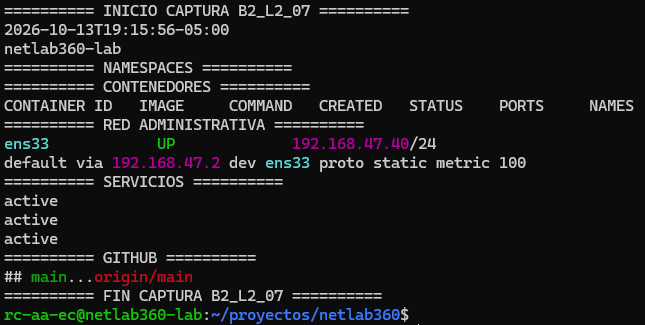 ========== INICIO CAPTURA B2_L2_07 ==========
2026-10-13T19:15:56-05:00
netlab360-lab
========== NAMESPACES ==========
========== CONTENEDORES ==========
CONTAINER ID   IMAGE     COMMAND   CREATED   STATUS    PORTS     NAMES
========== RED ADMINISTRATIVA ==========
ens33            UP             192.168.47.40/24
default via 192.168.47.2 dev ens33 proto static metric 100
========== SERVICIOS ==========
active
active
active
========== GITHUB ==========
## main...origin/main
========== FIN CAPTURA B2_L2_07 ==========
rc-aa-ec@netlab360-lab:~/proyectos/netlab360$